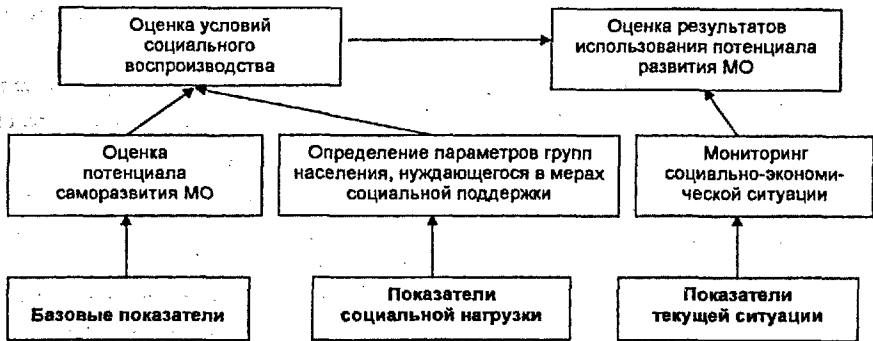 Оценка условий
социального
воспроизводства
Оценка результатов
использования потенциала
развития МО
Оценка
потенциала
саморазвития МО
Определение параметров групп
населения, нуждающегося в мерах
социальной поддержки
Мониторинг
социально-экономи-
ческой ситуации
Базовые показатели
Показатели
социальной нагрузки
Показатели
текущей ситуации